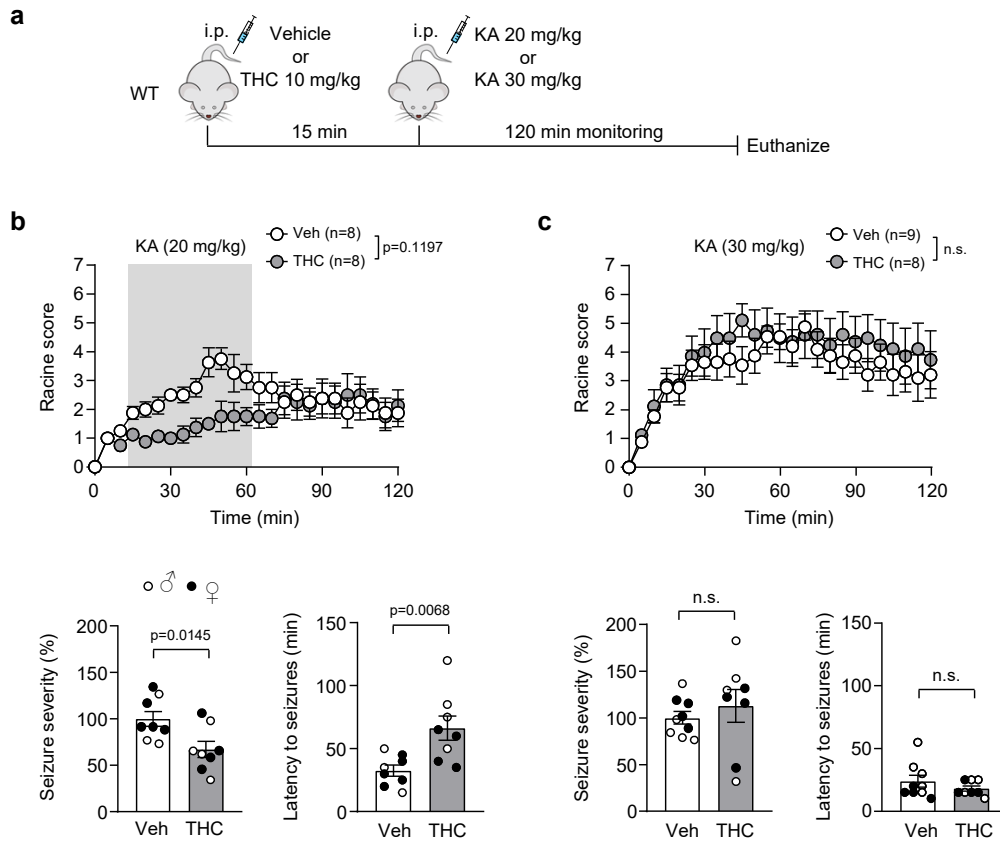 a
i.p.
Vehicle
or
THC 10 mg/kg
i.p.
KA 20 mg/kg
or
KA 30 mg/kg
WT
15 min
120 min monitoring
Euthanize
b
KA (20 mg/kg)
Veh (n=8)
THC (n=8)
p=0.1197
Racine score
7
6
5
4
3
2
1
0
0 30 60 90 120
Time (min)
c
KA (30 mg/kg)
Veh (n=9)
THC (n=8)
n.s.
Racine score
7
6
5
4
3
2
1
0
0 30 60 90 120
Time (min)
♂ ♀
Seizure severity (%)
200
150
100
50
0
p=0.0145
Veh THC
Latency to seizures (min)
150
100
50
0
p=0.0068
Veh THC
Seizure severity (%)
200
150
100
50
0
n.s.
Veh THC
Latency to seizures (min)
150
100
50
0
n.s.
Veh THC